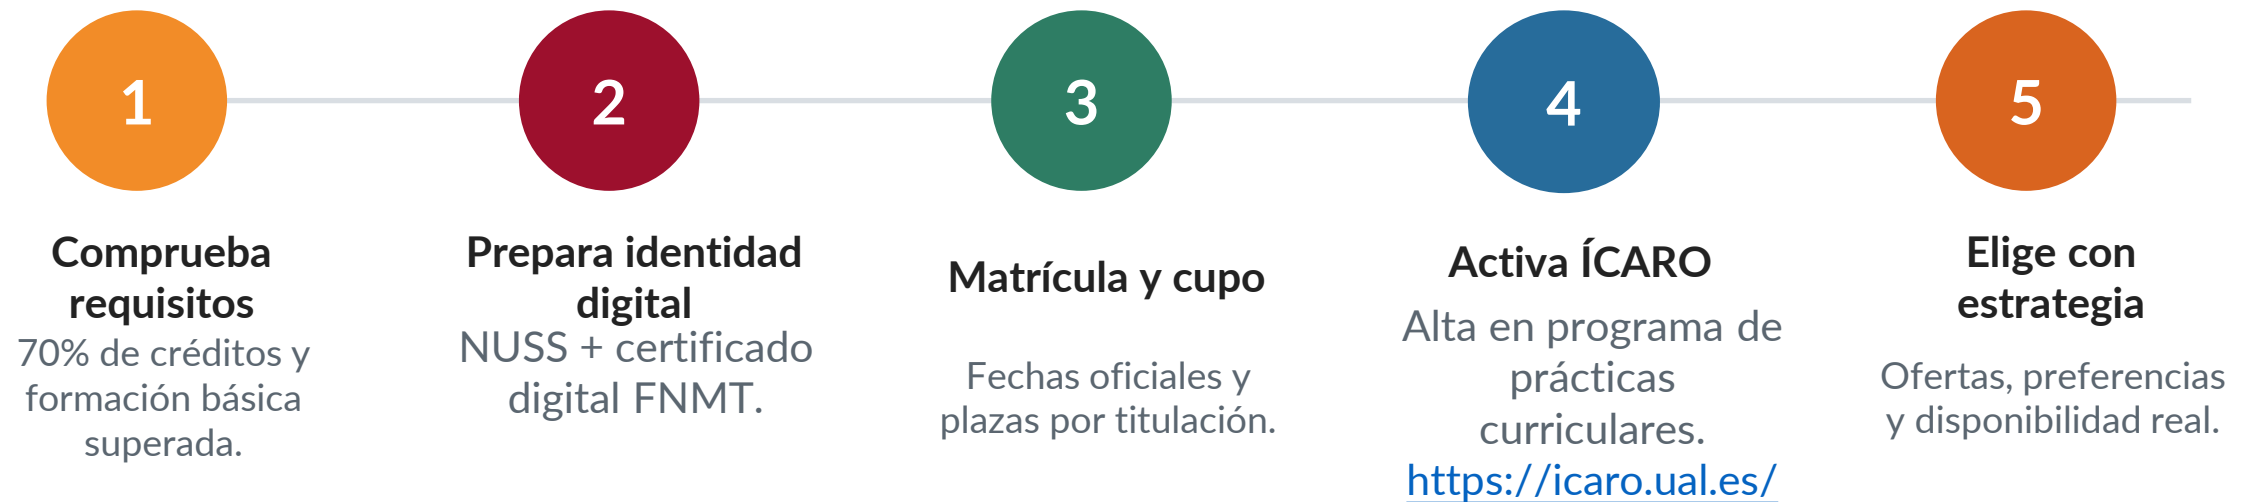 1
2
3
4
5
Comprueba
requisitos
70% de créditos y
formación básica
superada.
Prepara identidad
digital
NUSS + certificado
digital FNMT.
Matrícula y cupo
Fechas oficiales y
plazas por titulación.
Activa ÍCARO
Alta en programa de
prácticas
curriculares.
https://icaro.ual.es/
Elige con
estrategia
Ofertas, preferencias
y disponibilidad real.